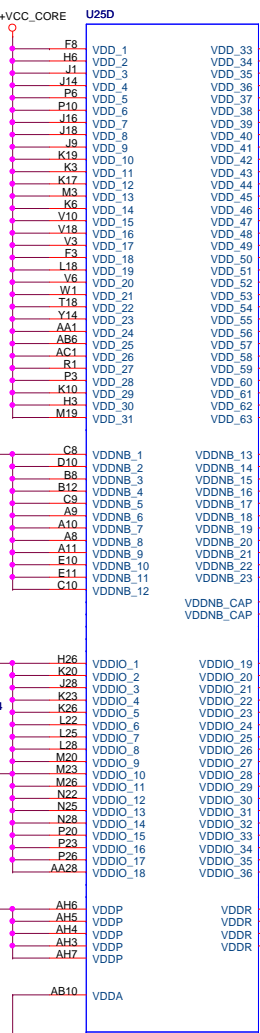 +VCC_CORE U25D
F8 VDD_1 VDD_33
H6 VDD_2 VDD_34
J1 VDD_3 VDD_35
J14 VDD_4 VDD_36
P6 VDD_5 VDD_37
P10 VDD_6 VDD_38
J16 VDD_7 VDD_39
J18 VDD_8 VDD_40
J9 VDD_9 VDD_41
K19 VDD_10 VDD_42
K3 VDD_11 VDD_43
K17 VDD_12 VDD_44
M3 VDD_13 VDD_45
K6 VDD_14 VDD_46
V10 VDD_15 VDD_47
V18 VDD_16 VDD_48
V3 VDD_17 VDD_49
F3 VDD_18 VDD_50
L18 VDD_19 VDD_51
V6 VDD_20 VDD_52
W1 VDD_21 VDD_53
T18 VDD_22 VDD_54
Y14 VDD_23 VDD_55
AA1 VDD_24 VDD_56
AB6 VDD_25 VDD_57
AC1 VDD_26 VDD_58
R1 VDD_27 VDD_59
P3 VDD_28 VDD_60
K10 VDD_29 VDD_61
H3 VDD_30 VDD_62
M19 VDD_31 VDD_63
C8 VDDNB_1 VDDNB_13
D10 VDDNB_2 VDDNB_14
B8 VDDNB_3 VDDNB_15
B12 VDDNB_4 VDDNB_16
C9 VDDNB_5 VDDNB_17
A9 VDDNB_6 VDDNB_18
A10 VDDNB_7 VDDNB_19
A8 VDDNB_8 VDDNB_20
A11 VDDNB_9 VDDNB_21
E10 VDDNB_10 VDDNB_22
E11 VDDNB_11 VDDNB_23
C10 VDDNB_12
VDDNB_CAP
VDDNB_CAP
H26 VDDIO_1 VDDIO_19
K20 VDDIO_2 VDDIO_20
J28 VDDIO_3 VDDIO_21
K23 VDDIO_4 VDDIO_22
4 K26 VDDIO_5 VDDIO_23
L22 VDDIO_6 VDDIO_24
L25 VDDIO_7 VDDIO_25
L28 VDDIO_8 VDDIO_26
M20 VDDIO_9 VDDIO_27
M23 VDDIO_10 VDDIO_28
M26 VDDIO_11 VDDIO_29
N22 VDDIO_12 VDDIO_30
N25 VDDIO_13 VDDIO_31
N28 VDDIO_14 VDDIO_32
P20 VDDIO_15 VDDIO_33
P23 VDDIO_16 VDDIO_34
P26 VDDIO_17 VDDIO_35
AA28 VDDIO_18 VDDIO_36
AH6 VDDP VDDR
AH5 VDDP VDDR
AH4 VDDP VDDR
AH3 VDDP VDDR
AH7 VDDP
AB10 VDDA